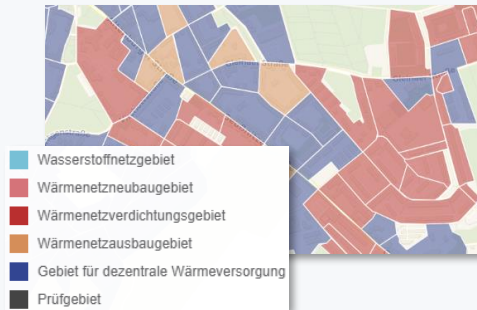 Wasserstoffnetzgebiet
Wärmenetzneubaugebiet
Wärmenetzverdichtungsgebiet
Wärmenetzausbaugebiet
Gebiet für dezentrale Wärmeversorgung
Prüfgebiet